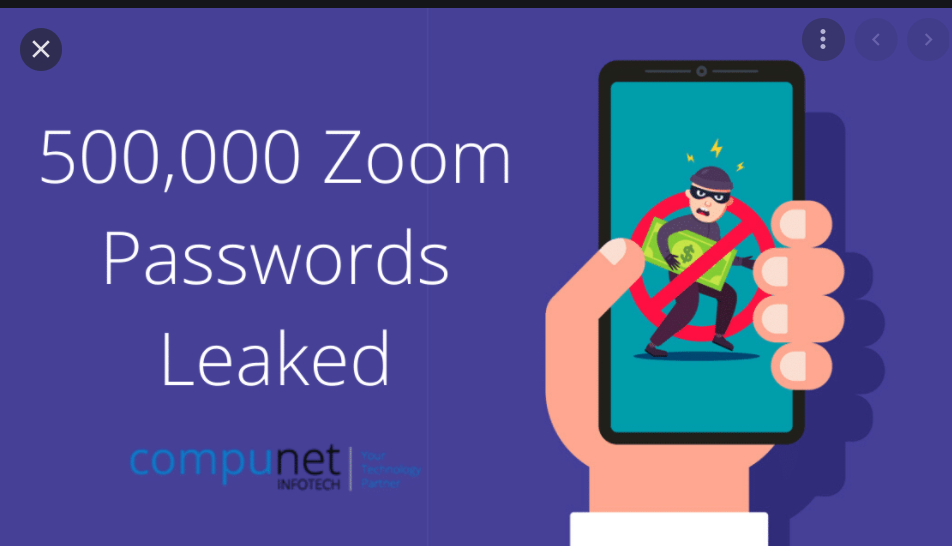 500,000 Zoom
Passwords
Leaked
compunet
INFOTECH
Your
Technology
Partner
$